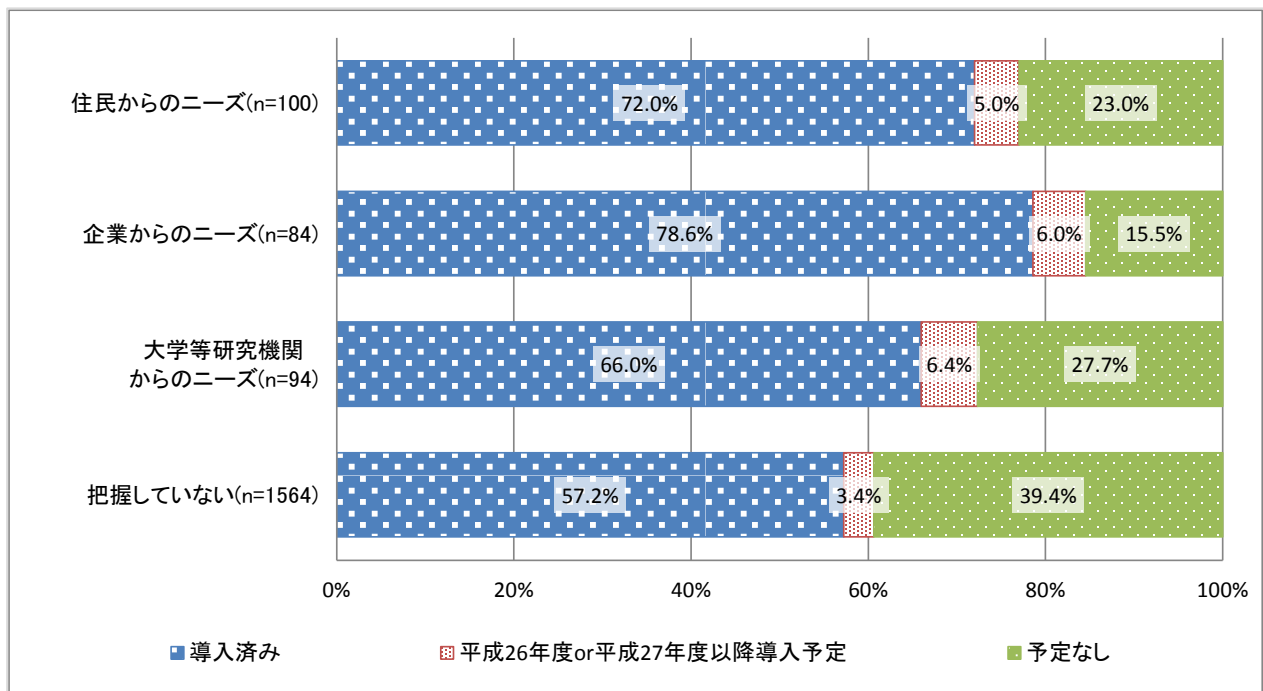 住民からのニーズ(n=100)
72.0%
5.0%
23.0%
企業からのニーズ(n=84)
78.6%
6.0%
15.5%
大学等研究機関
からのニーズ(n=94)
66.0%
6.4%
27.7%
把握していない(n=1564)
57.2%
3.4%
39.4%
0% 20% 40% 60% 80% 100%
導入済み 平成26年度or平成27年度以降導入予定 予定なし